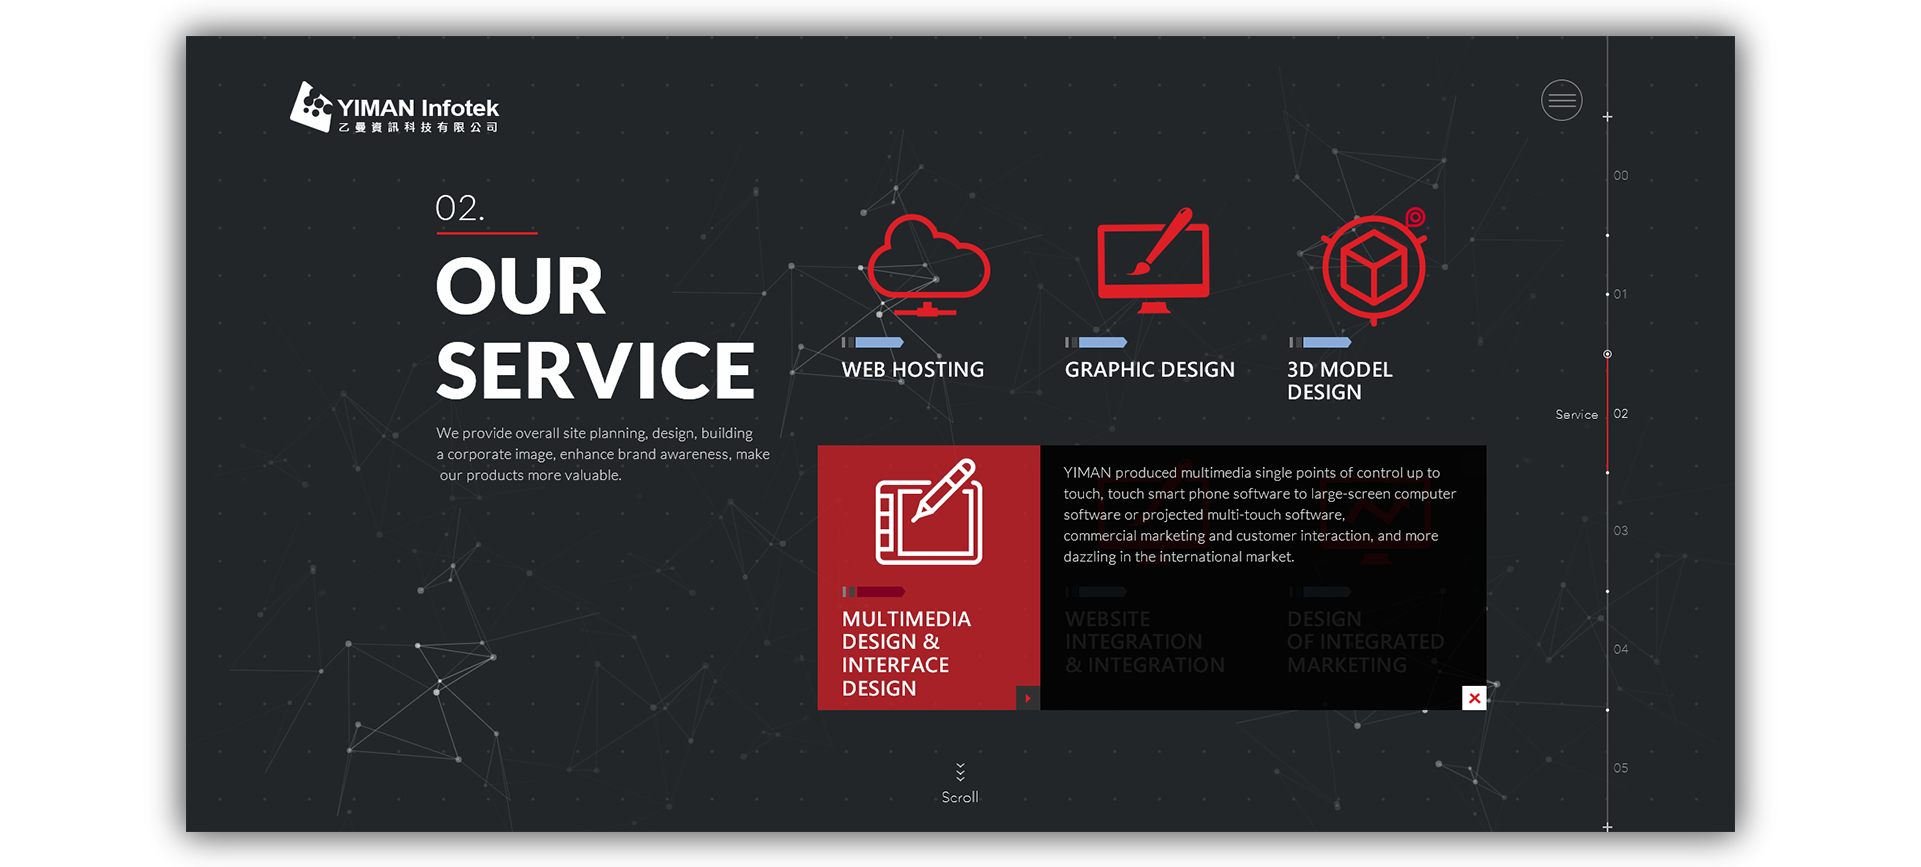 YIMAN Infotek
乙曼資訊科技有限公司
02.
OUR
SERVICE
We provide overall site planning, design, building
a corporate image, enhance brand awareness, make
our products more valuable.
WEB HOSTING
GRAPHIC DESIGN
3D MODEL
DESIGN
MULTIMEDIA
DESIGN &
INTERFACE
DESIGN
YIMAN produced multimedia single points of control up to
touch, touch smart phone software to large-screen computer
software or projected multi-touch software,
commercial marketing and customer interaction, and more
dazzling in the international market.
WEBSITE
INTEGRATION
& INTEGRATION
DESIGN
OF INTEGRATED
MARKETING
Scroll
00
01
Service 02
03
04
05